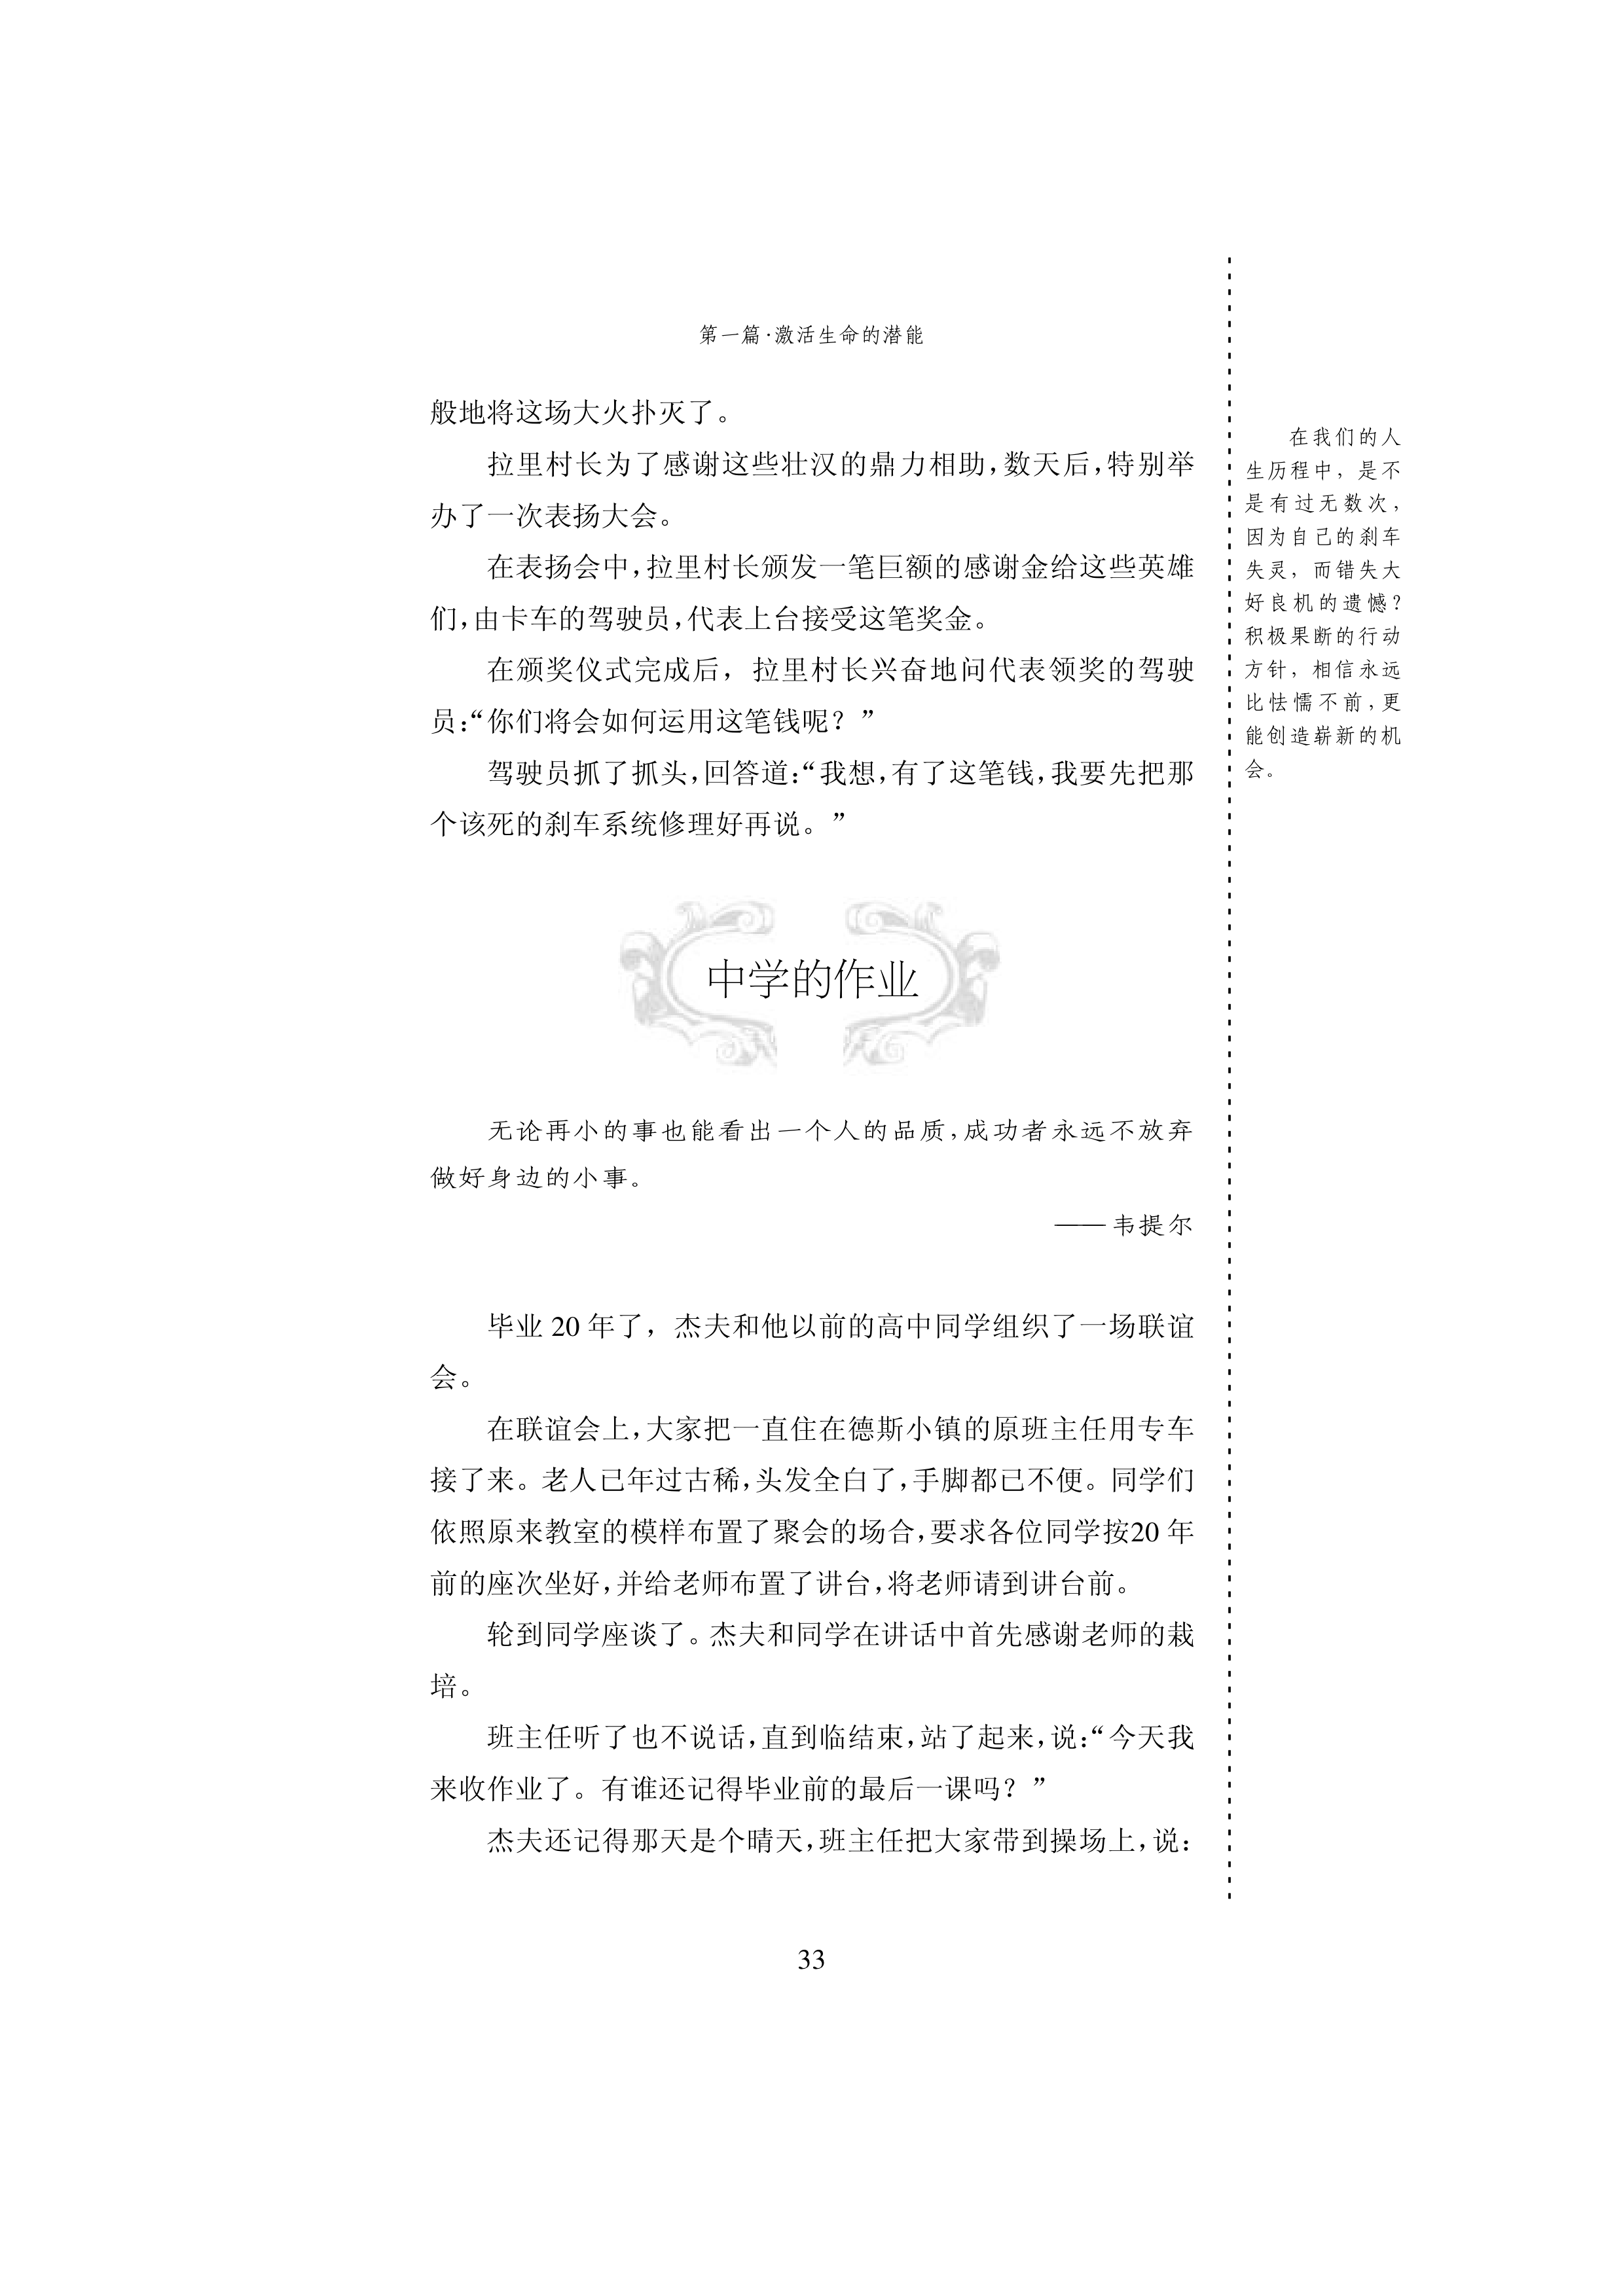 第一篇·激活生命的潜能
般地将这场大火扑灭了。
拉里村长为了感谢这些壮汉的鼎力相助,数天后,特别举
办了一次表扬大会。
在表扬会中,拉里村长颁发一笔巨额的感谢金给这些英雄
们,由卡车的驾驶员,代表上台接受这笔奖金。
在颁奖仪式完成后，拉里村长兴奋地问代表领奖的驾驶
员:“你们将会如何运用这笔钱呢？”
驾驶员抓了抓头,回答道:“我想,有了这笔钱,我要先把那
个该死的刹车系统修理好再说。”
在我们的人
生历程中，是不
是有过无数次,
因为自己的刹车
失灵，而错失大
好良机的遗憾?
积极果断的行动
方针，相信永远
比怯懦不前,更
能创造崭新的机
会。
中学的作业
无论再小的事也能看出一个人的品质,成功者永远不放弃
做好身边的小事。
——韦提尔
毕业 20 年了，杰夫和他以前的高中同学组织了一场联谊
会。
在联谊会上,大家把一直住在德斯小镇的原班主任用专车
接了来。老人已年过古稀,头发全白了,手脚都已不便。同学们
依照原来教室的模样布置了聚会的场合,要求各位同学按20 年
前的座次坐好,并给老师布置了讲台,将老师请到讲台前。
轮到同学座谈了。杰夫和同学在讲话中首先感谢老师的栽
培。
班主任听了也不说话,直到临结束,站了起来,说:“今天我
来收作业了。有谁还记得毕业前的最后一课吗？”
杰夫还记得那天是个晴天,班主任把大家带到操场上,说:
33